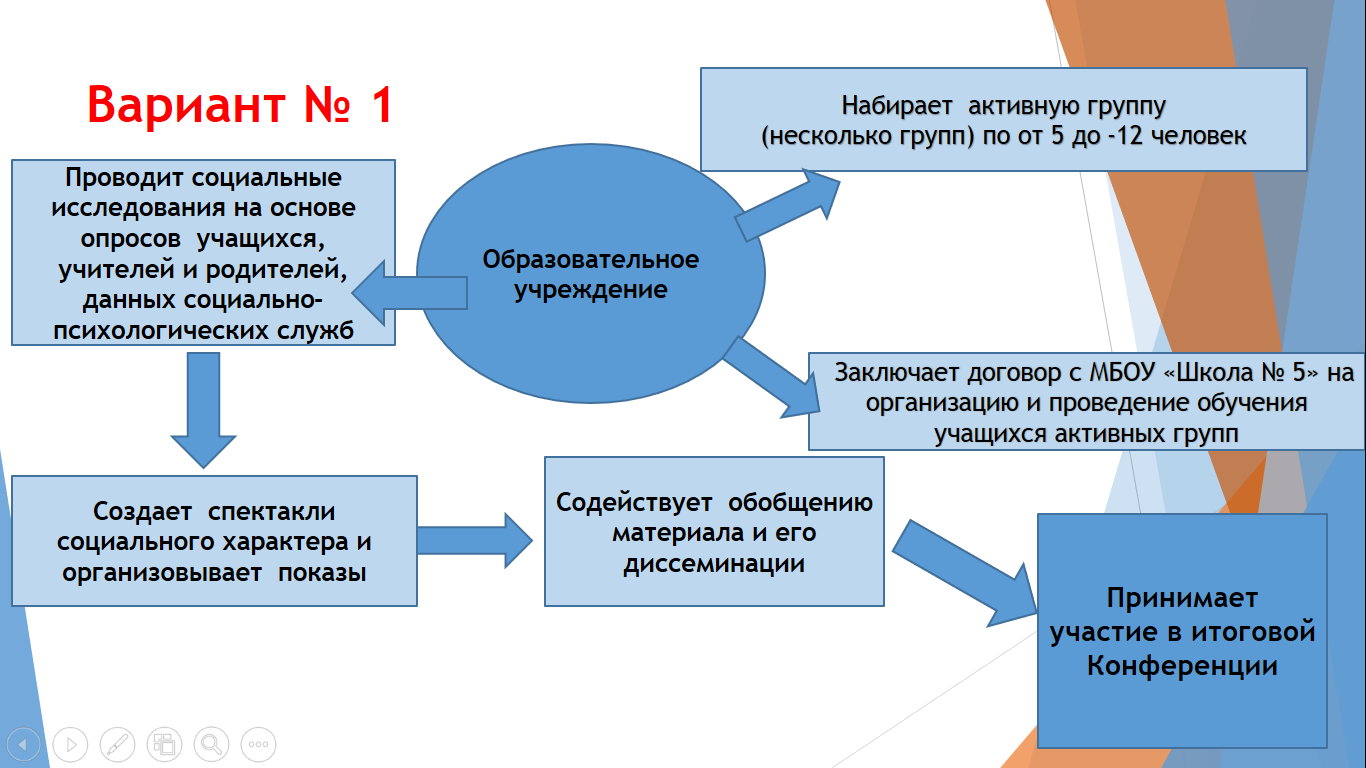 Вариант № 1
Набирает активную группу
(несколько групп) по от 5 до -12 человек
Проводит социальные
исследования на основе
опросов учащихся,
учителей и родителей,
данных социально-
психологических служб
Образовательное
учреждение
Заключает договор с МБОУ «Школа № 5» на
организацию и проведение обучения
учащихся активных групп
Создает спектакли
социального характера и
организовывает показы
Содействует обобщению
материала и его
диссеминации
Принимает
участие в итоговой
Конференции